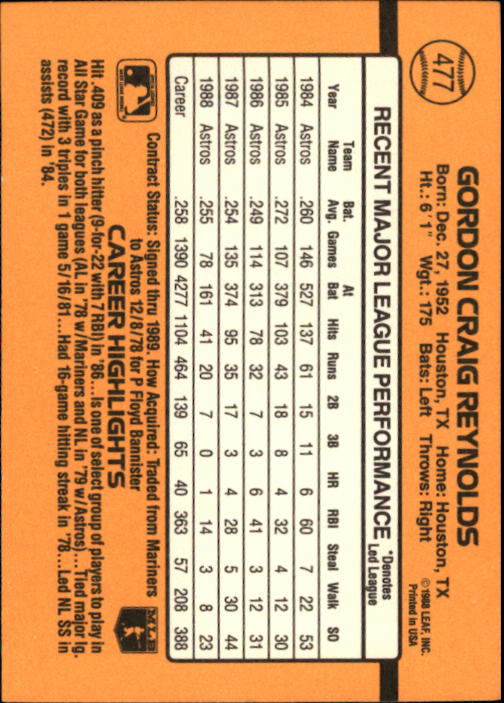 477
GORDON CRAIG REYNOLDS
Born: Dec. 27, 1952 Houston, TX Home: Houston, TX
Ht.: 6'1" Wgt.: 175 Bats: Left Throws: Right
©1988 LEAF, INC.
Printed in USA
RECENT MAJOR LEAGUE PERFORMANCE
*Denotes
Led League
Year Team Name Bat. Avg. Games At Bat Hits Runs 2B 3B HR RBI Steal Walk SO
1984 Astros .260 146 527 137 61 15 11 6 60 7 22 53
1985 Astros .272 107 379 103 43 18 8 4 32 4 12 30
1986 Astros .249 114 313 78 32 7 3 6 41 3 12 31
1987 Astros .254 135 374 95 35 17 3 4 28 5 30 44
1988 Astros .255 78 161 41 20 7 0 1 14 3 8 23
Career .258 1390 4277 1104 464 139 65 40 363 57 208 388
Contract Status: Signed thru 1989. How Acquired: Traded from Mariners
to Astros 12/8/78 for P Floyd Bannister
MLB
CAREER HIGHLIGHTS
Hit .409 as a pinch hitter (9-for-22 with 7 RBI) in '86...Is one of select group of players to play in
All Star Game for both leagues (AL in '78 w/Mariners and NL in '79 w/Astros)....Tied major lg.
record with 3 triples in 1 game 5/16/81...Had 16-game hitting streak in '78...Led NL SS in
assists (472) in '84.